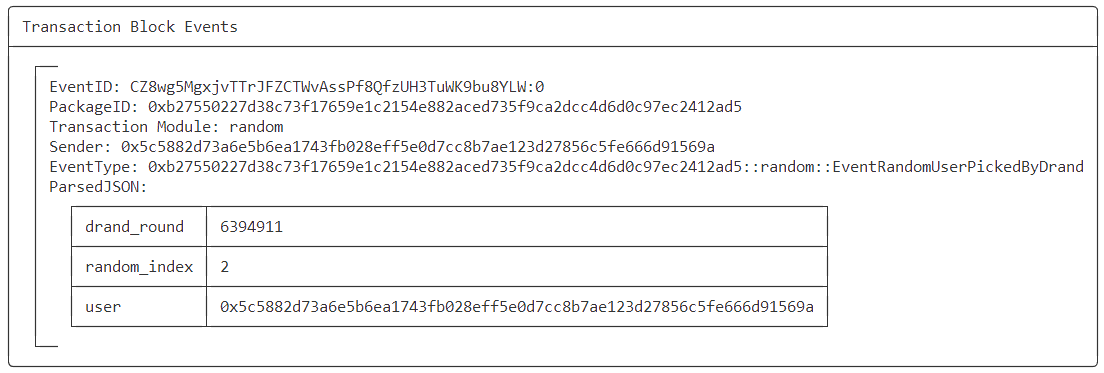 Transaction Block Events
EventID: CZ8wg5MgxjvTTrJFZCTWvAssPf8QfzUH3TuWK9bu8YLW:0
PackageID: 0xb27550227d38c73f17659e1c2154e882aced735f9ca2dcc4d6d0c97ec2412ad5
Transaction Module: random
Sender: 0x5c5882d73a6e5b6ea1743fb028eff5e0d7cc8b7ae123d27856c5fe666d91569a
EventType: 0xb27550227d38c73f17659e1c2154e882aced735f9ca2dcc4d6d0c97ec2412ad5::random::EventRandomUserPickedByDrand
ParsedJSON:
drand_round 6394911
random_index 2
user 0x5c5882d73a6e5b6ea1743fb028eff5e0d7cc8b7ae123d27856c5fe666d91569a